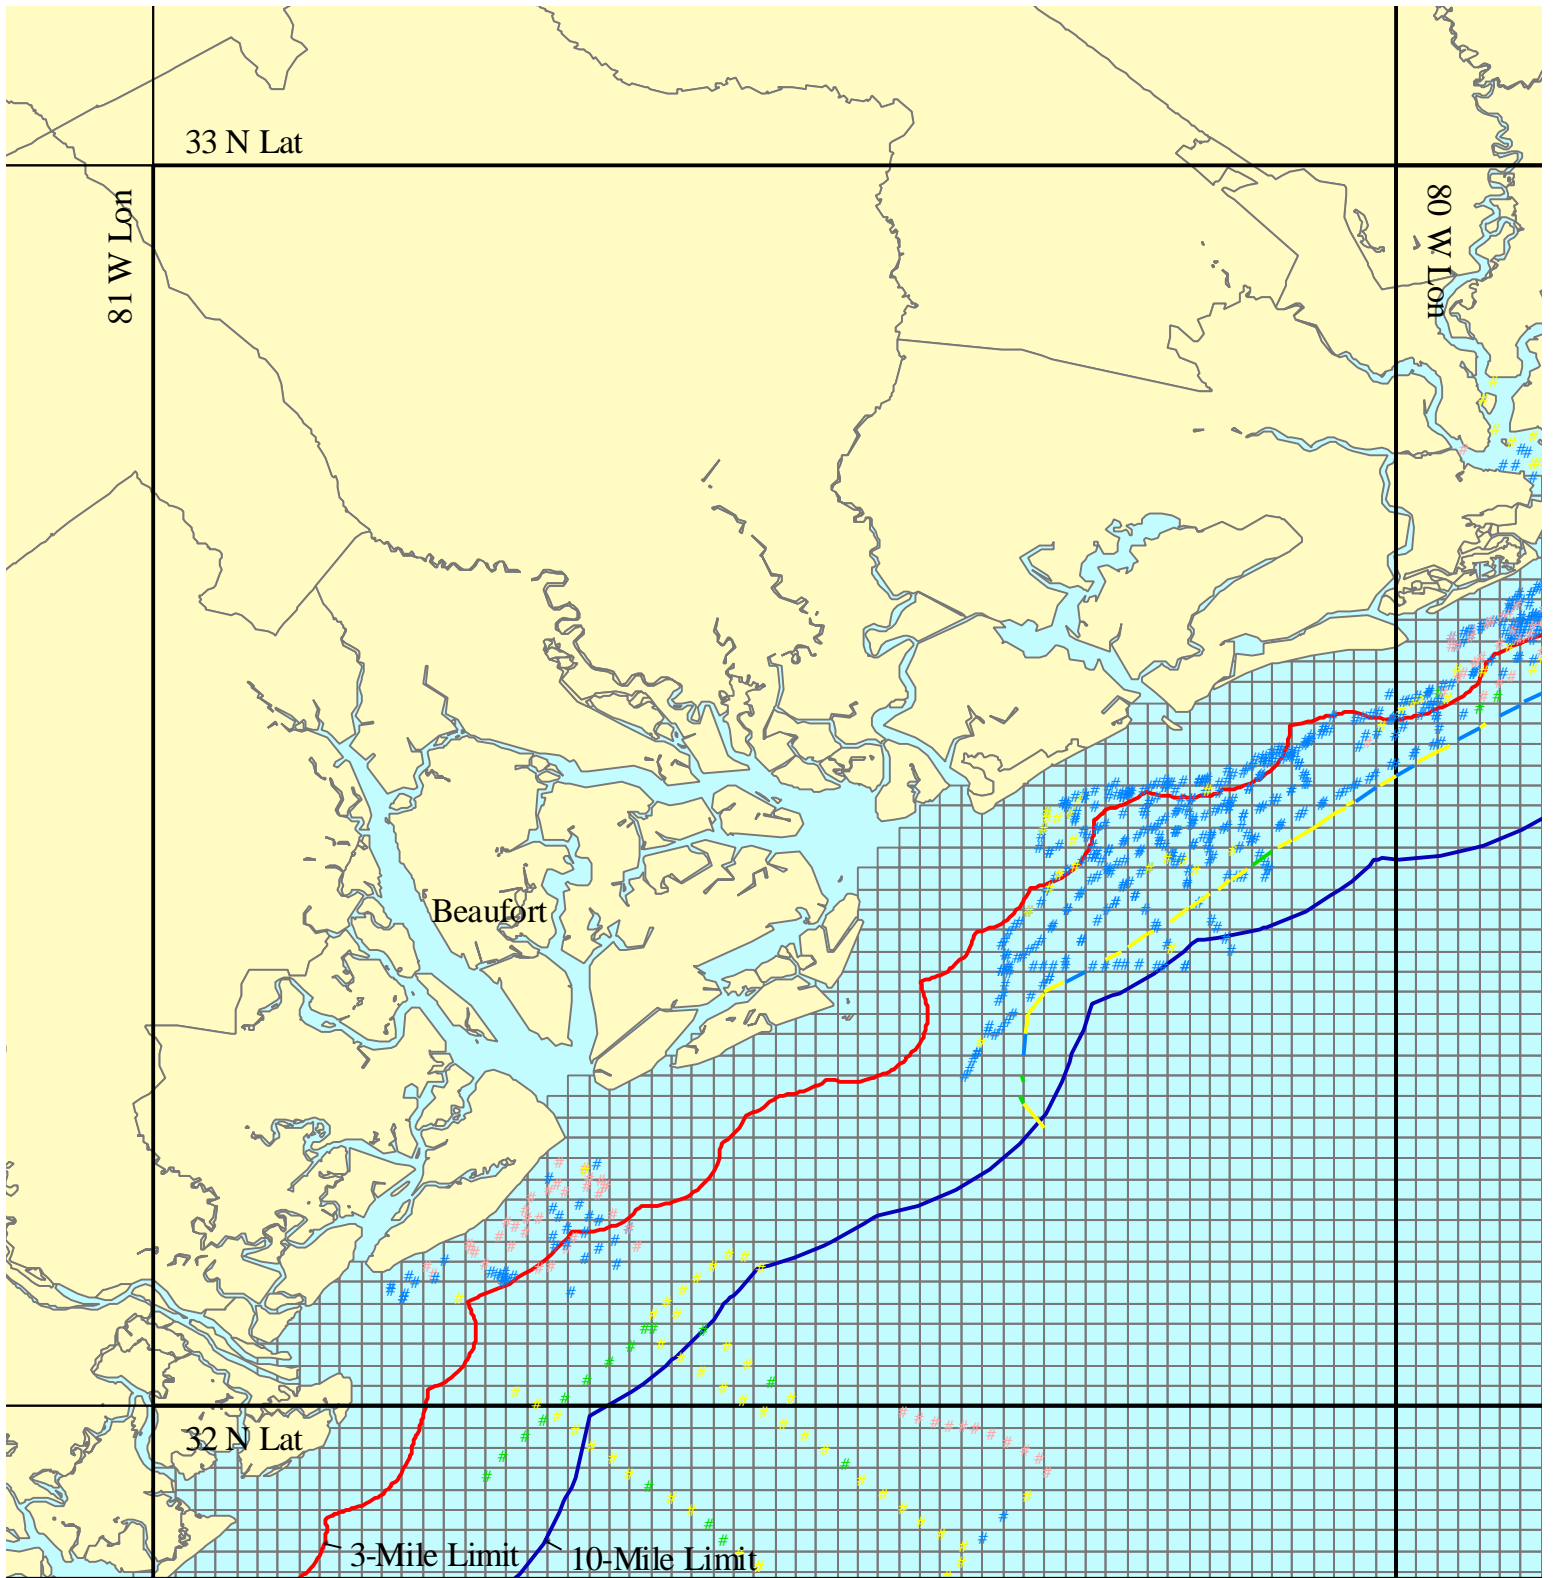 33 N Lat
81 W Lon
80 W Lon
Beaufort
32 N Lat
3-Mile Limit
10-Mile Limit